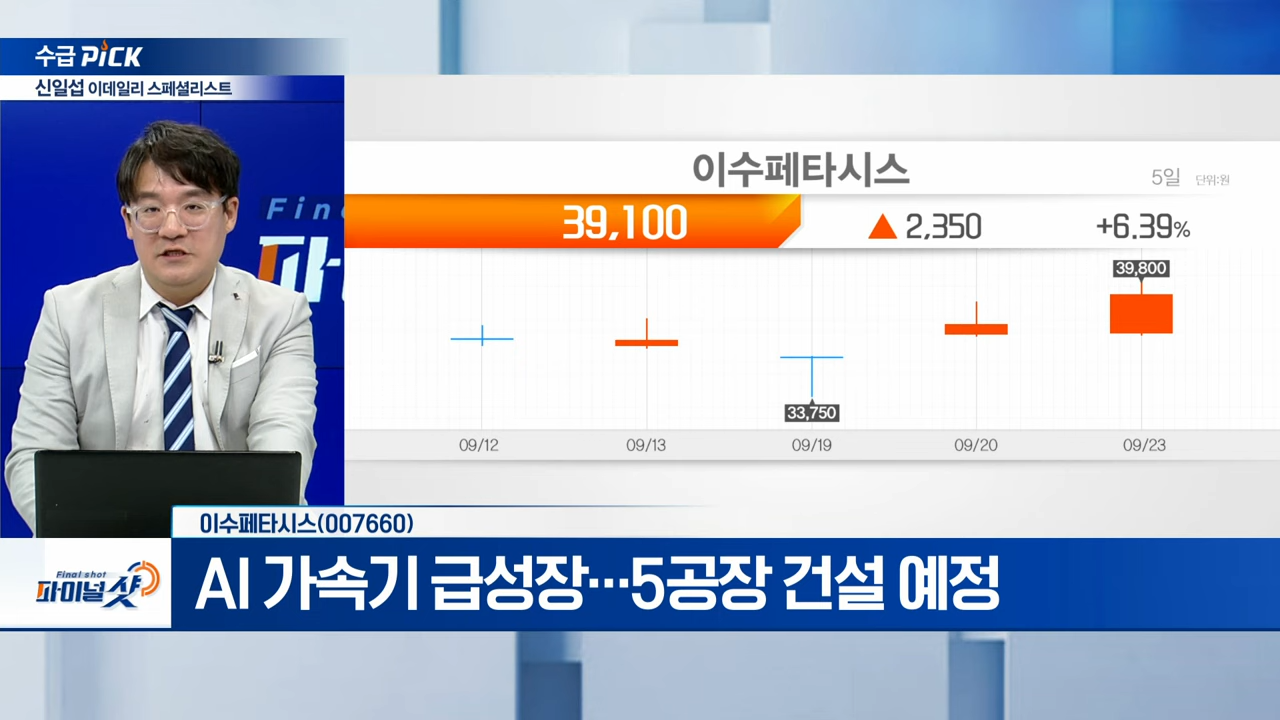 수급 PiCK
신일섭 이데일리 스페셜리스트
Fin
파
이수페타시스
5일 단위:원
39,100 ▲ 2,350 +6.39%
39,800
33,750
09/12 09/13 09/19 09/20 09/23
이수페타시스(007660)
Final shot
파이널샷
AI 가속기 급성장…5공장 건설 예정